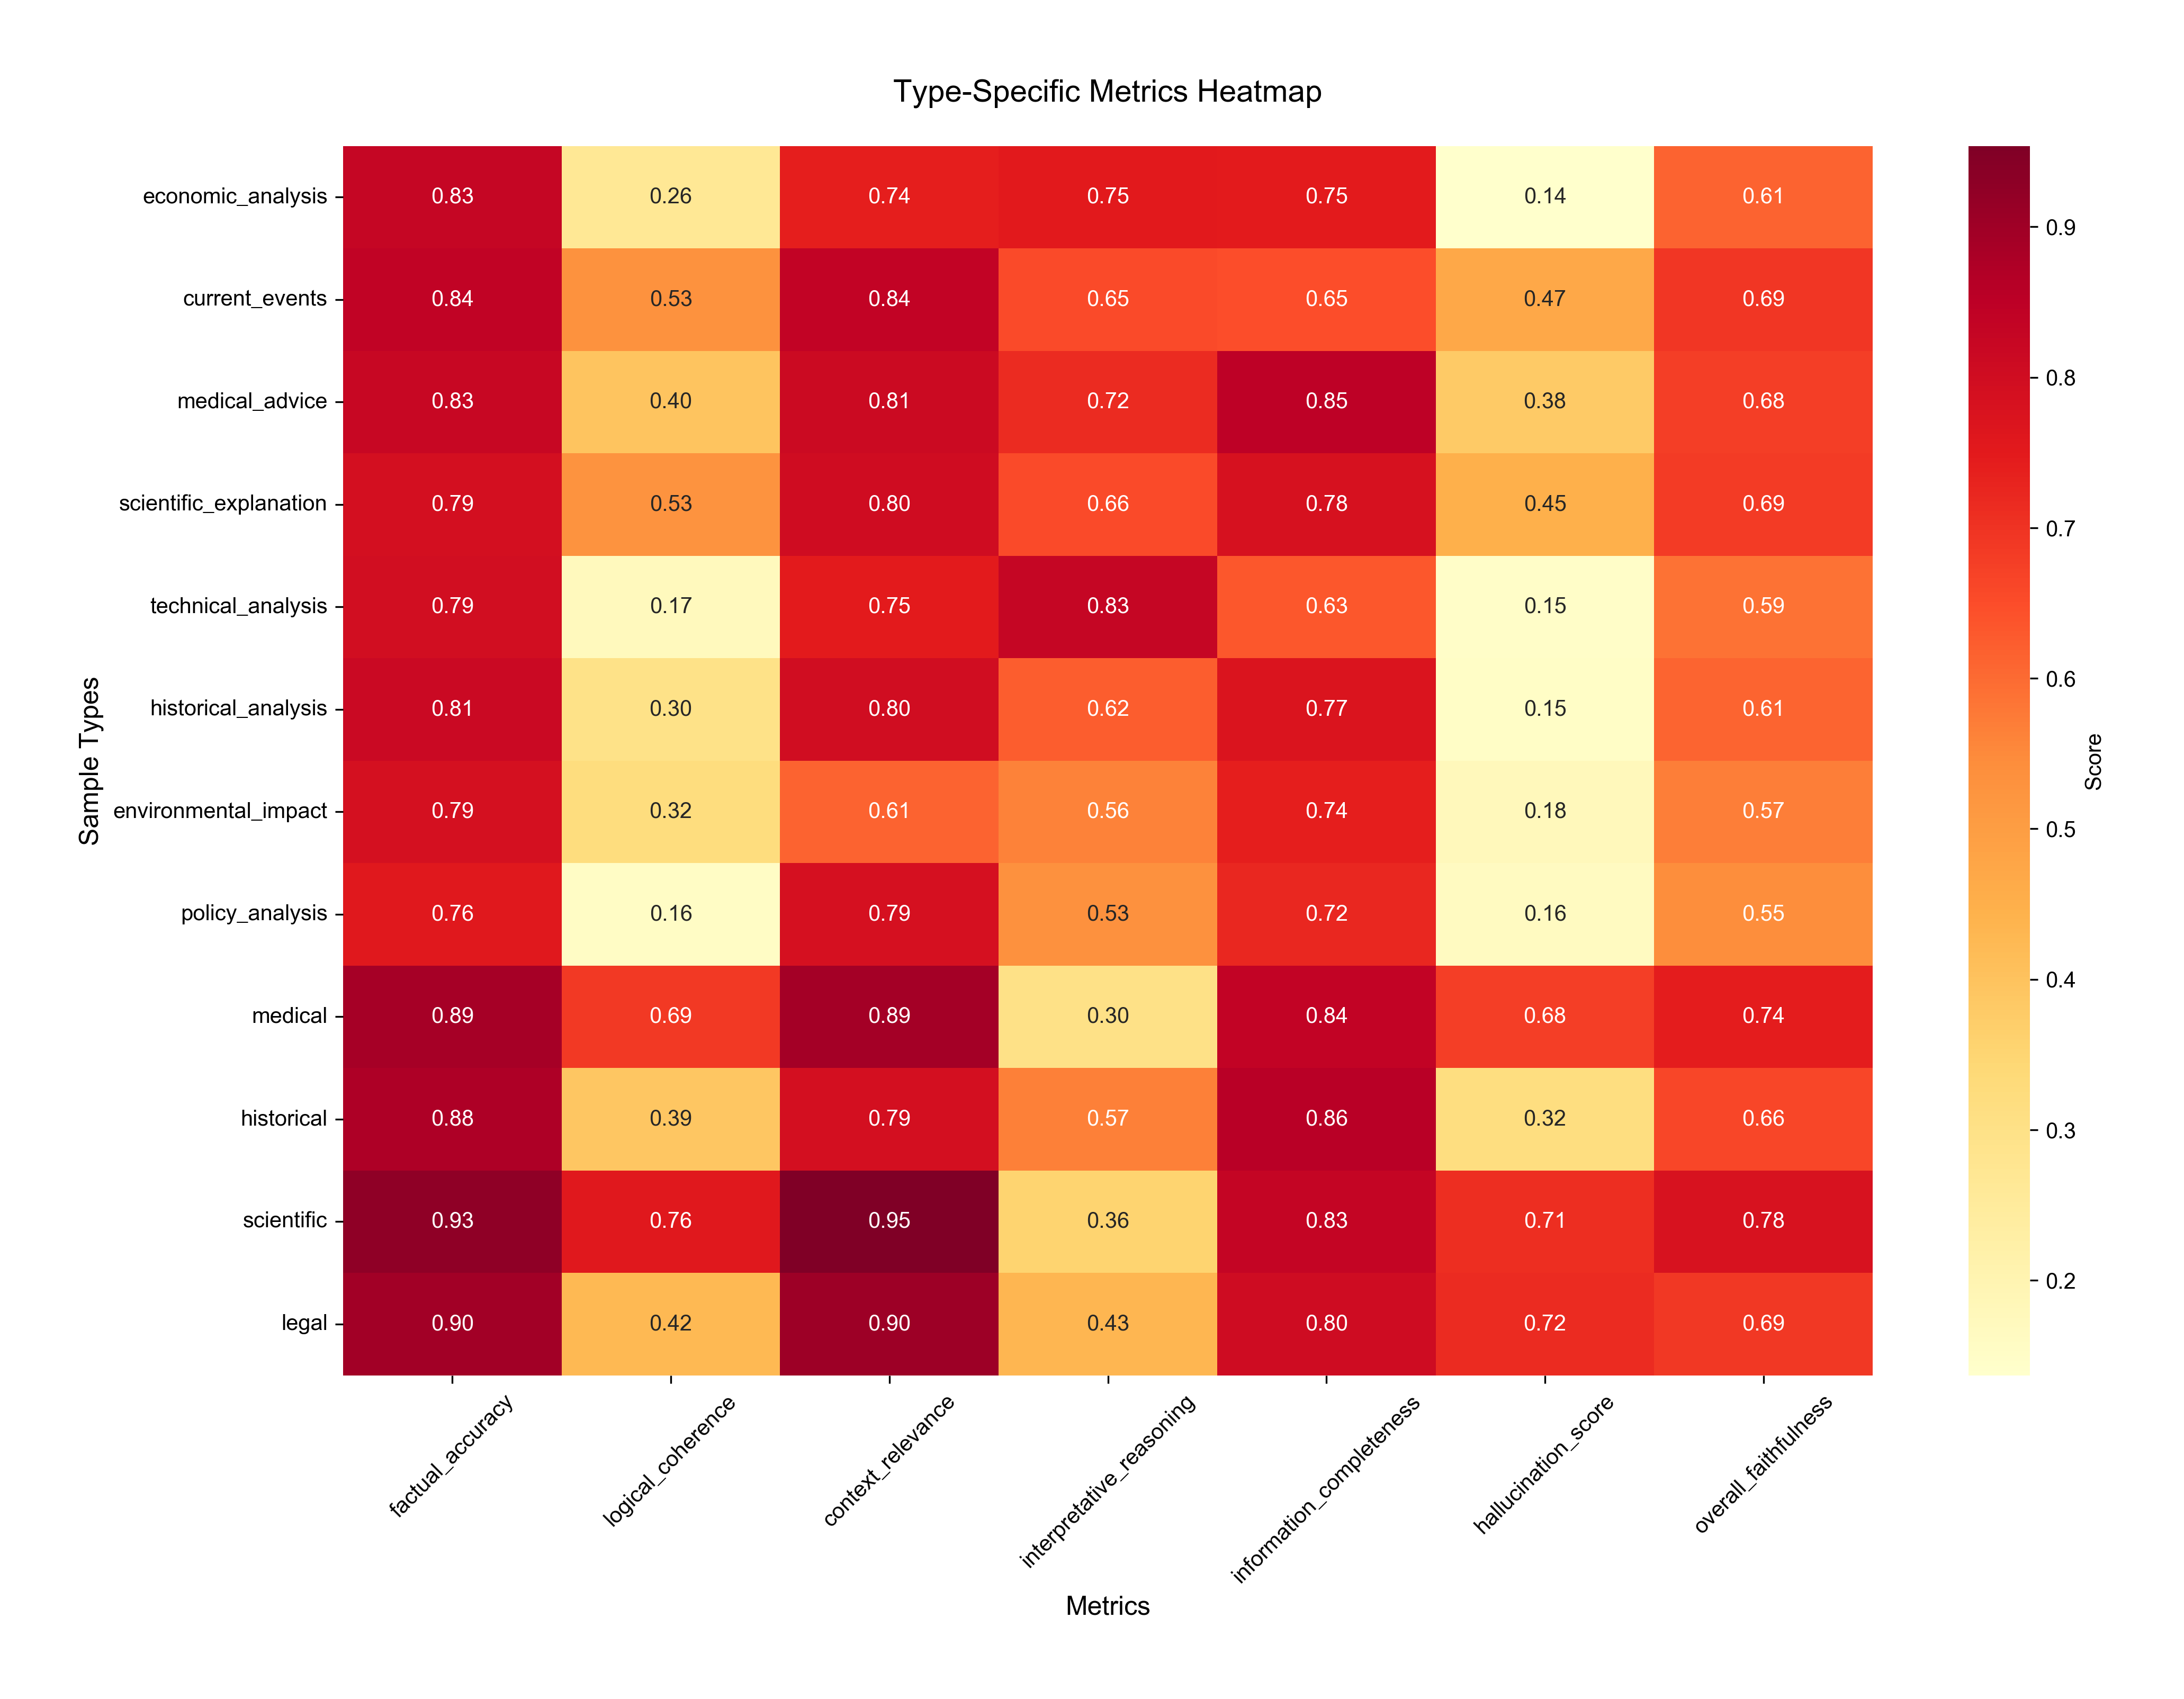 Type-Specific Metrics Heatmap
economic_analysis 0.83 0.26 0.74 0.75 0.75 0.14 0.61
current_events 0.84 0.53 0.84 0.65 0.65 0.47 0.69
medical_advice 0.83 0.40 0.81 0.72 0.85 0.38 0.68
scientific_explanation 0.79 0.53 0.80 0.66 0.78 0.45 0.69
technical_analysis 0.79 0.17 0.75 0.83 0.63 0.15 0.59
historical_analysis 0.81 0.30 0.80 0.62 0.77 0.15 0.61
environmental_impact 0.79 0.32 0.61 0.56 0.74 0.18 0.57
policy_analysis 0.76 0.16 0.79 0.53 0.72 0.16 0.55
medical 0.89 0.69 0.89 0.30 0.84 0.68 0.74
historical 0.88 0.39 0.79 0.57 0.86 0.32 0.66
scientific 0.93 0.76 0.95 0.36 0.83 0.71 0.78
legal 0.90 0.42 0.90 0.43 0.80 0.72 0.69
Sample Types
factual_accuracy
logical_coherence
context_relevance
interpretative_reasoning
information_completeness
hallucination_score
overall_faithfulness
Metrics
0.9
0.8
0.7
0.6
0.5
0.4
0.3
0.2
Score